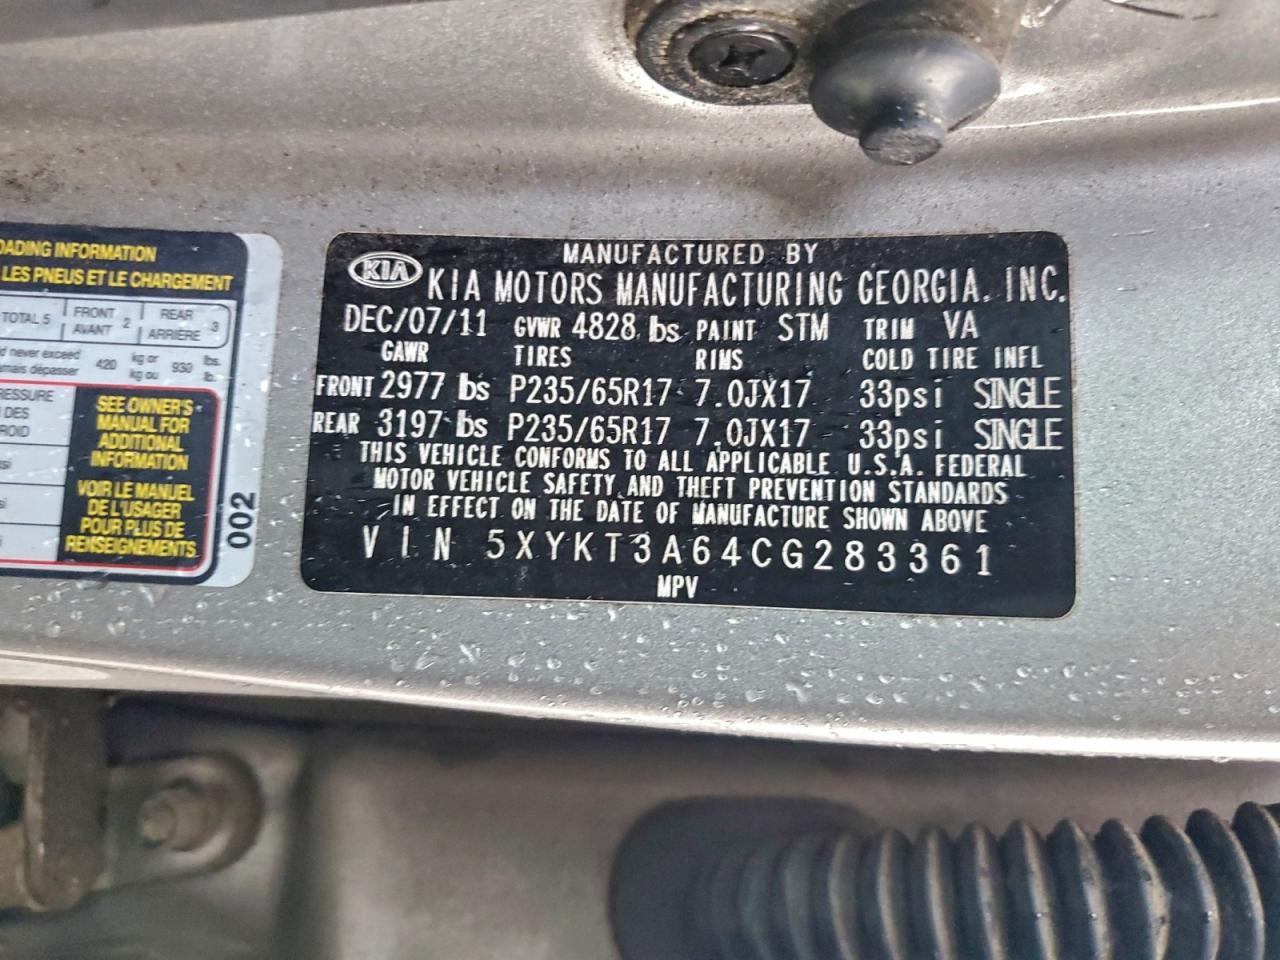 OADING INFORMATION
LES PNEUS ET LE CHARGEMENT
TOTAL 5 FRONT AVANT 2 REAR ARRIÈRE 3
never exceed 420 kg or 930 lbs.
dépasser kg ou lb.
RESSURE
DES
ROID
SEE OWNER'S
MANUAL FOR
ADDITIONAL
INFORMATION
VOIR LE MANUEL
DE L'USAGER
POUR PLUS DE
RENSEIGNEMENTS
002
KIA MANUFACTURED BY
KIA MOTORS MANUFACTURING GEORGIA. INC.
DEC/07/11 GVWR 4828 lbs PAINT STM TRIM VA
GAWR TIRES RIMS COLD TIRE INFL
FRONT 2977 lbs P235/65R17 7.0JX17 33psi SINGLE
REAR 3197 lbs P235/65R17 7.0JX17 33psi SINGLE
THIS VEHICLE CONFORMS TO ALL APPLICABLE U.S.A. FEDERAL
MOTOR VEHICLE SAFETY AND THEFT PREVENTION STANDARDS
IN EFFECT ON THE DATE OF MANUFACTURE SHOWN ABOVE
VIN 5XYKT3A64CG283361
MPV